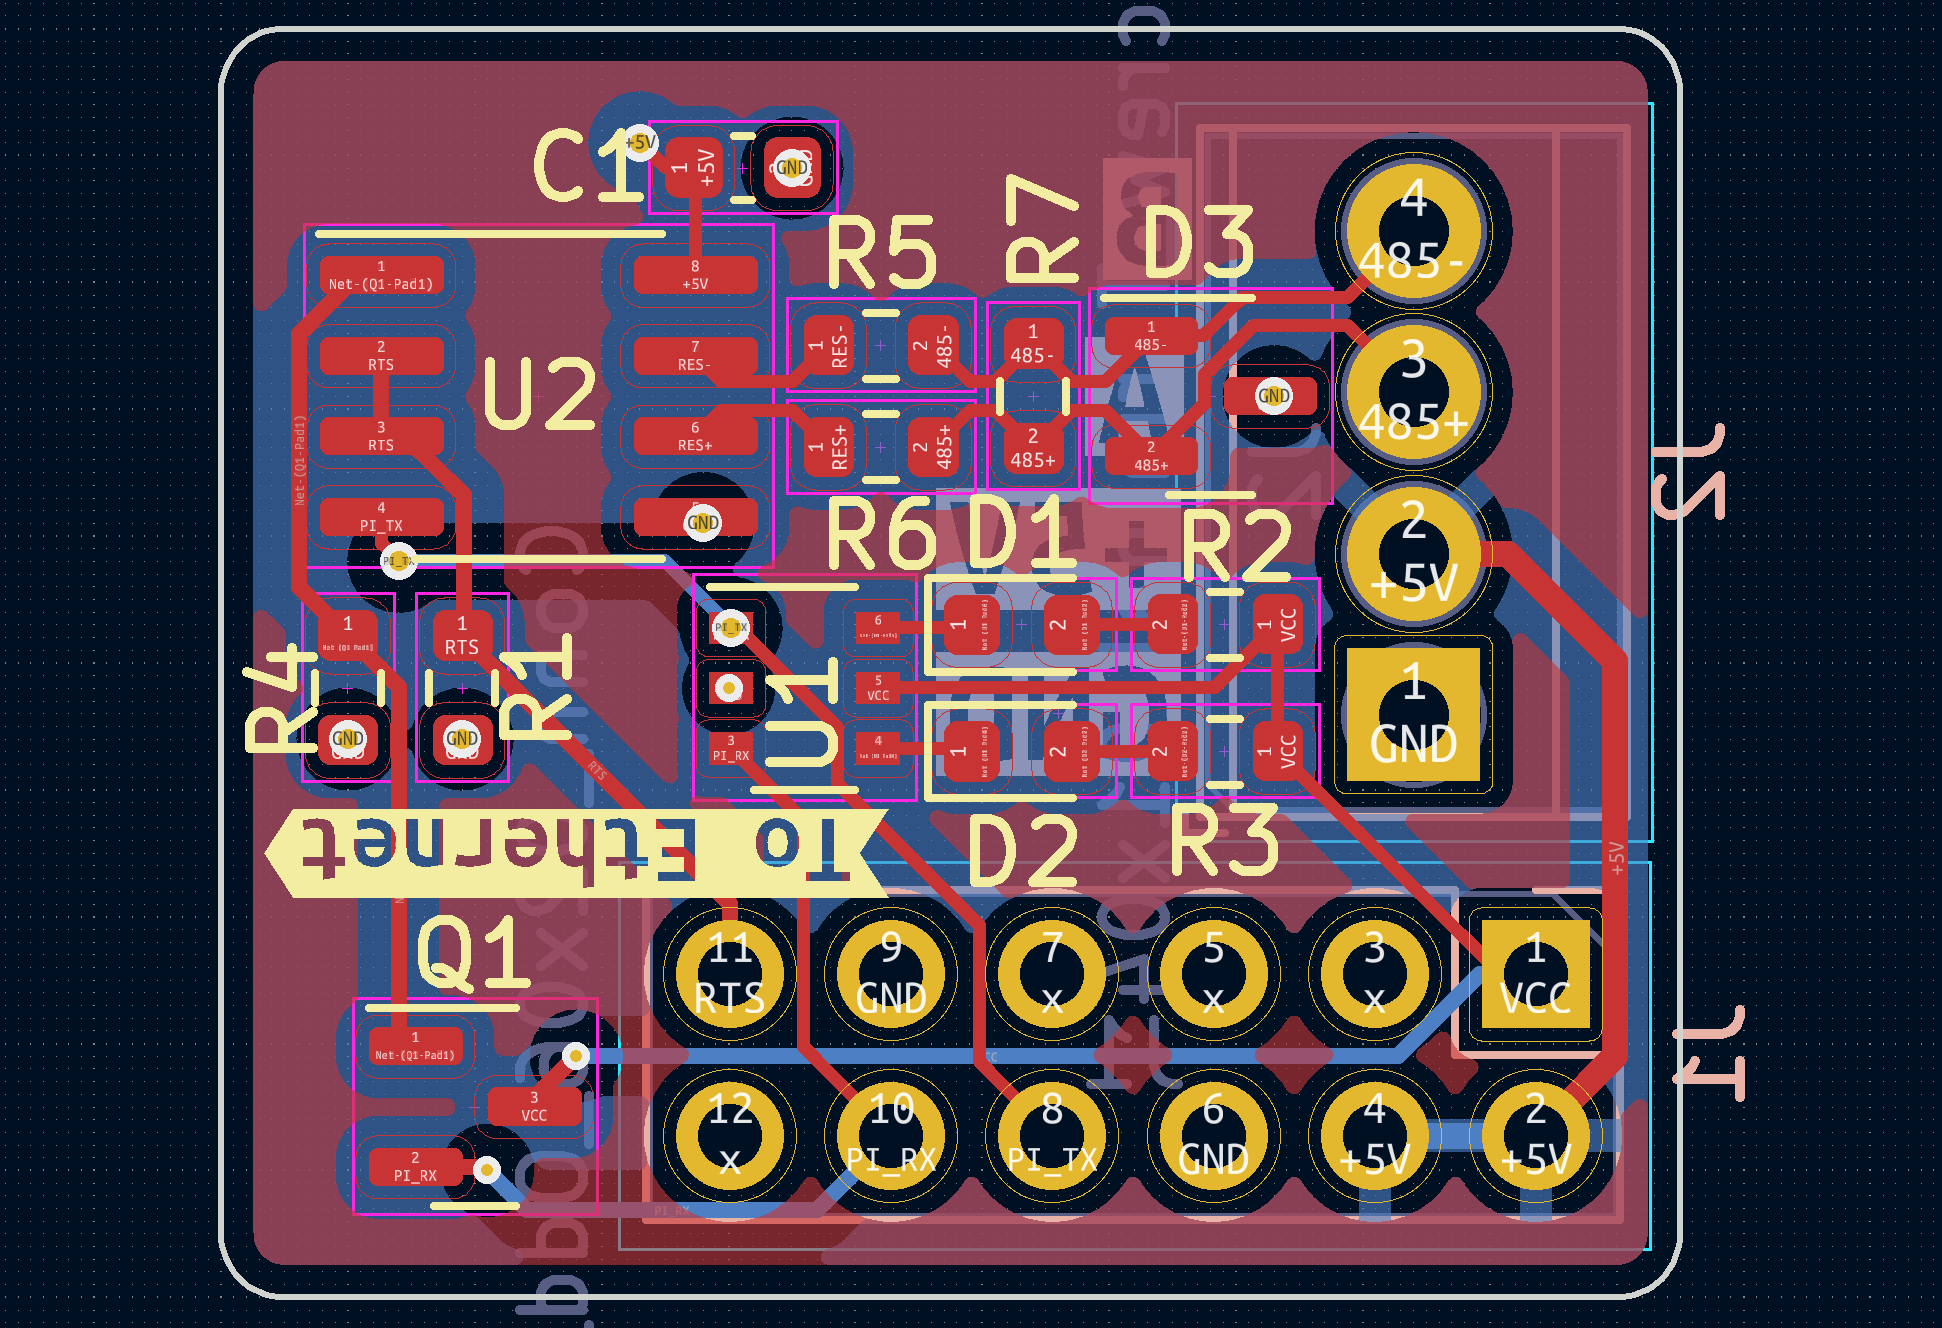 C1
+5V
1
+5V
GND
R5
R7
D3
4
485-
1
Net-(Q1-Pad1)
8
+5V
2
RTS
7
RES-
U2
3
RTS
6
RES+
4
PI_TX
PI_TX
GND
1
RES-
2
485-
1
485-
1
485-
GND
3
485+
1
RES+
2
485+
2
485+
2
485+
Net-(Q1-Pad1)
J2
R6
D1
R2
2
+5V
R4
1
1
RTS
R1
GND
GND
PI_TX
6
1
2
2
1
VCC
U1
5
VCC
1
GND
3
PI_RX
4
1
2
2
1
VCC
RTS
+5V
To Ethernet
D2
R3
Q1
11
RTS
9
GND
7
x
5
x
3
x
1
VCC
1
Net-(Q1-Pad1)
3
VCC
2
PI_RX
J1
12
x
10
PI_RX
8
PI_TX
6
GND
4
+5V
2
+5V
PI_RX